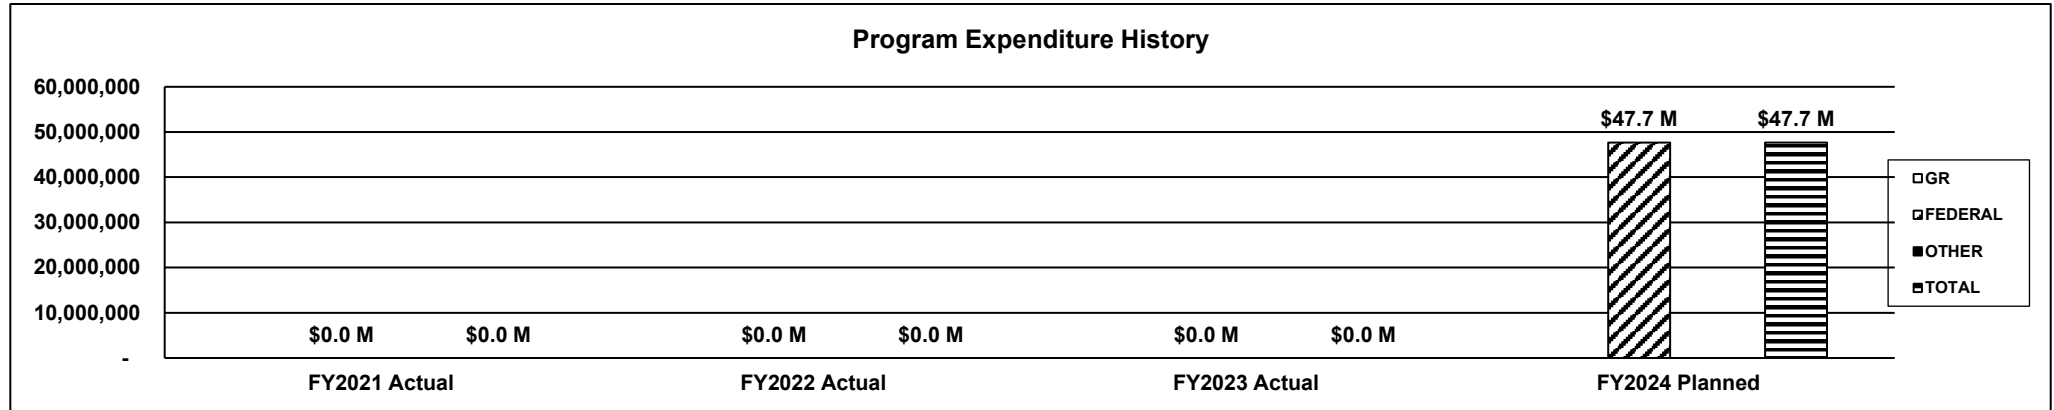 Program Expenditure History
60,000,000
50,000,000
40,000,000
30,000,000
20,000,000
10,000,000
-
$0.0 M $0.0 M $0.0 M $0.0 M $0.0 M $0.0 M $47.7 M $47.7 M
FY2021 Actual FY2022 Actual FY2023 Actual FY2024 Planned
GR
FEDERAL
OTHER
TOTAL